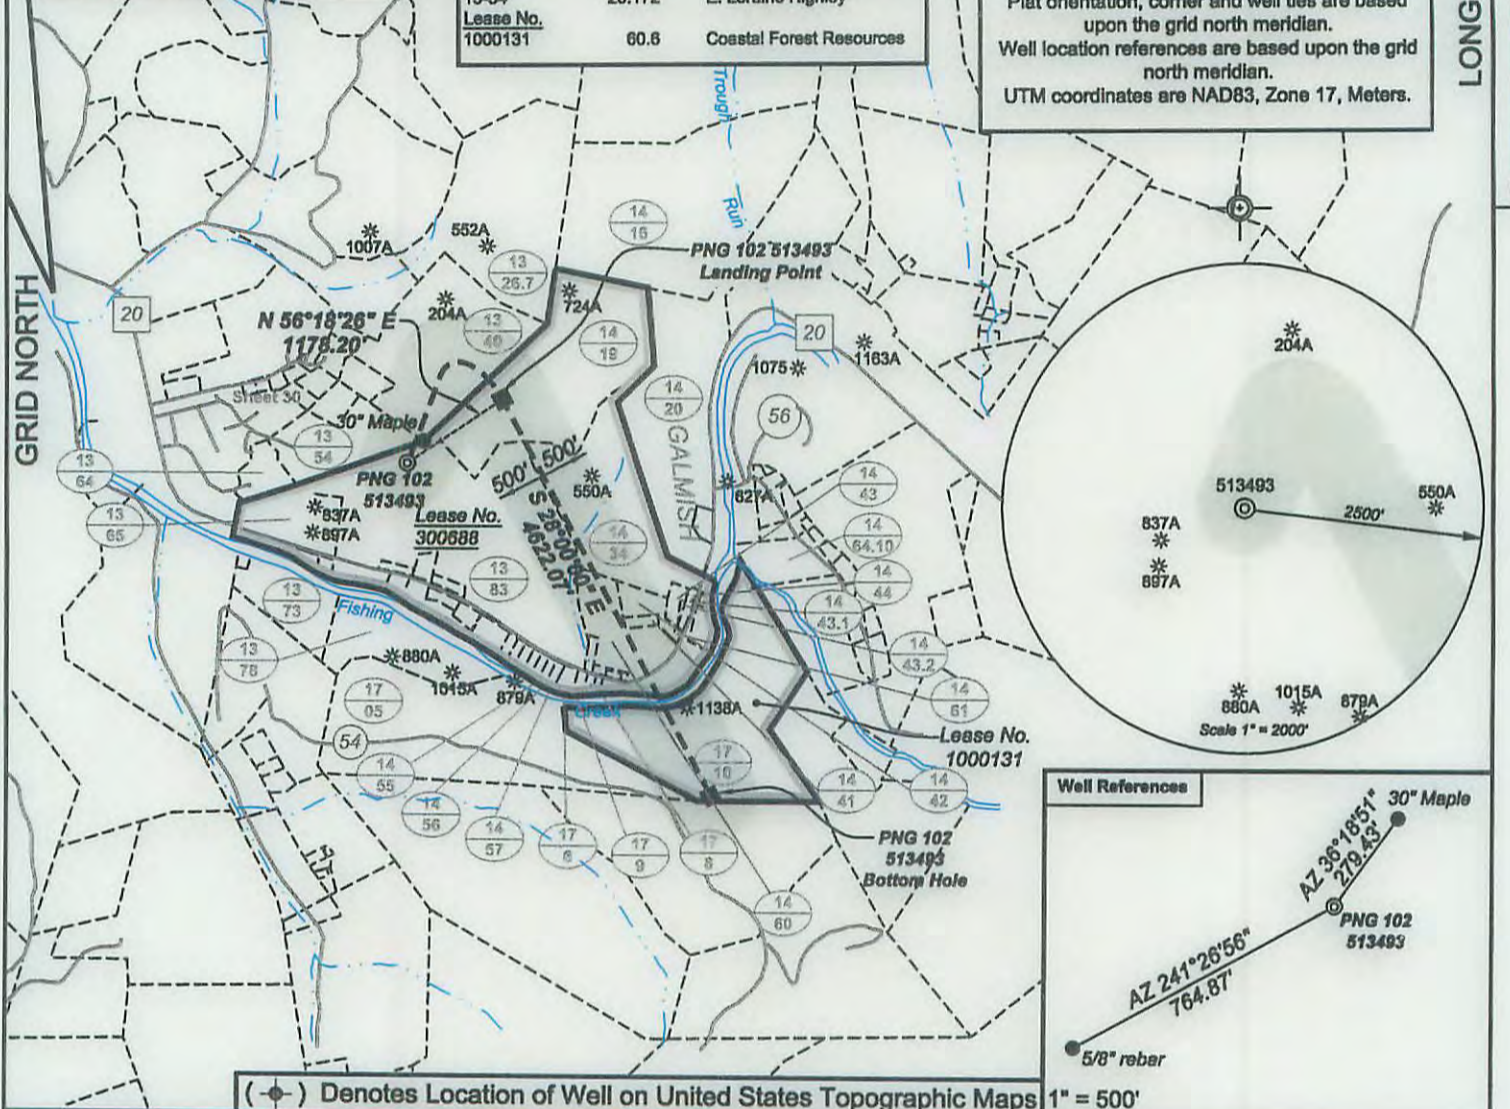 Lease No.
1000131 60.6 Coastal Forest Resources
Plat orientation, corner and well ties are based
upon the grid north meridian.
Well location references are based upon the grid
north meridian.
UTM coordinates are NAD83, Zone 17, Meters.
LONG
GRID NORTH
Trough
Run
1007A
552A
14
15
13
26.7
PNG 102 513493
Landing Point
724A
204A
20
N 56°18'26" E
1178.20'
13
49
14
19
20
1163A
1075
Sheet 30
30" Maple
14
20
56
GALMISH
13
54
13
64
PNG 102
513493
500' 500'
550A
S 28°00'00" E
4622.07'
627A
14
43
13
65
837A
897A
Lease No.
300688
14
34
14
64.10
13
83
14
44
13
73
Fishing
14
43.1
14
43.2
13
78
880A
1015A
879A
17
05
Creek
1138A
14
61
Lease No.
1000131
54
14
55
17
10
14
41
14
42
14
56
14
57
17
6
17
9
17
8
PNG 102
513493
Bottom Hole
14
60
204A
513493
550A
2500'
837A
897A
880A
1015A
879A
Scale 1" = 2000'
Well References
30" Maple
AZ 36°18'51"
279.43'
PNG 102
513493
AZ 241°26'56"
764.87'
5/8" rebar
( ) Denotes Location of Well on United States Topographic Maps 1" = 500'